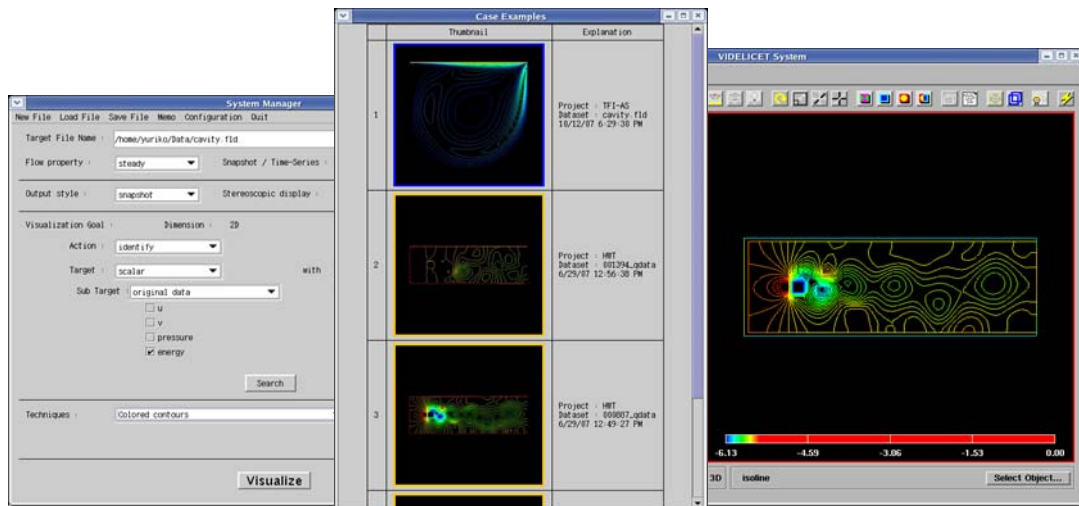 System Manager
New File Load File Save File Memo Configuration Quit
Target File Name : /home/yuriko/Data/cavity.fld
Flow property : steady Snapshot / Time-Series :
Output style : snapshot Stereoscopic display :
Visualization Goal : Dimension : 2D
Action : identify
Target : scalar with
Sub Target : original data
u
v
pressure
energy
Search
Techniques : Colored contours
Visualize
Case Examples
Thumbnail Explanation
1
Project : TFI-AS
Dataset : cavity.fld
10/12/07 6-29-30 PM
2
Project : HWT
Dataset : 001394_qdata
6/29/07 12-56-38 PM
3
Project : HWT
Dataset : 000887_qdata
6/29/07 12-49-27 PM
VIDELICET System
-6.13 -4.59 -3.06 -1.53 0.00
3D isoline Select Object...